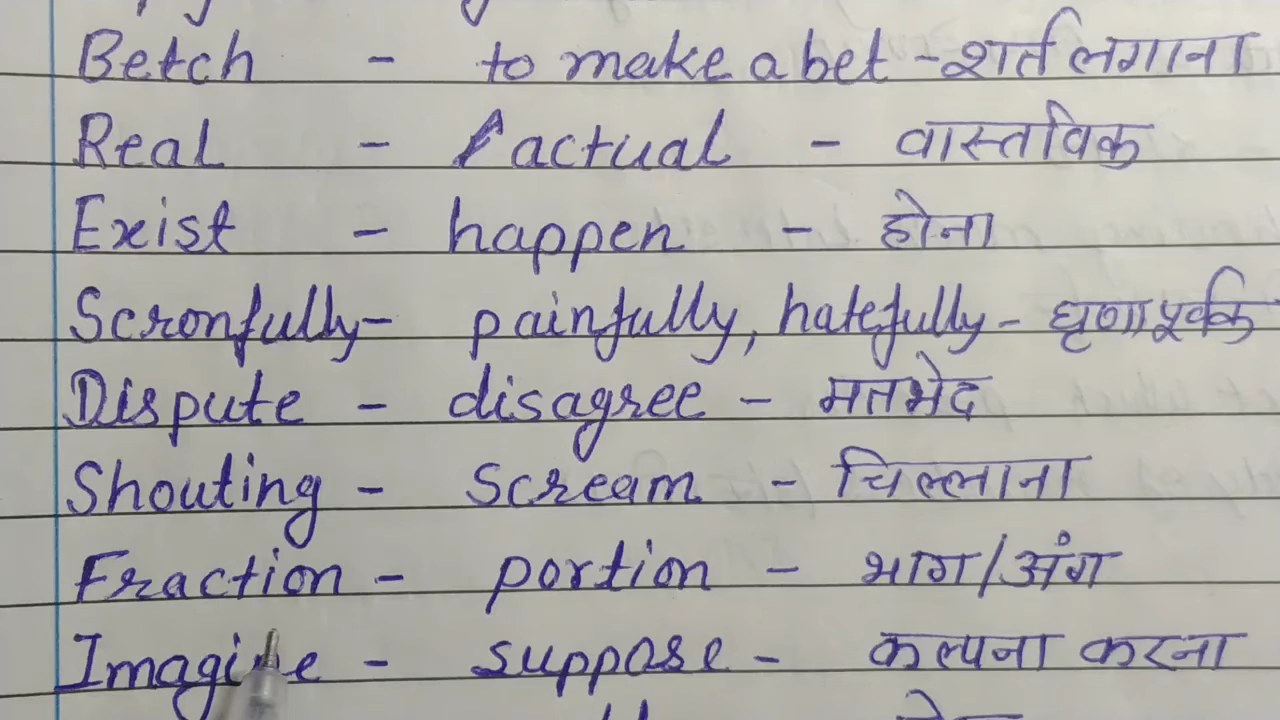 Betch - to make a bet - शर्त लगाना
Real - actual - वास्तविक
Exist - happen - होना
Scronfully - painfully, hatefully - घृणापूर्वक
Dispute - disagree - मतभेद
Shouting - scream - चिल्लाना
Fraction - portion - भाग/अंग
Imagine - suppose - कल्पना करना